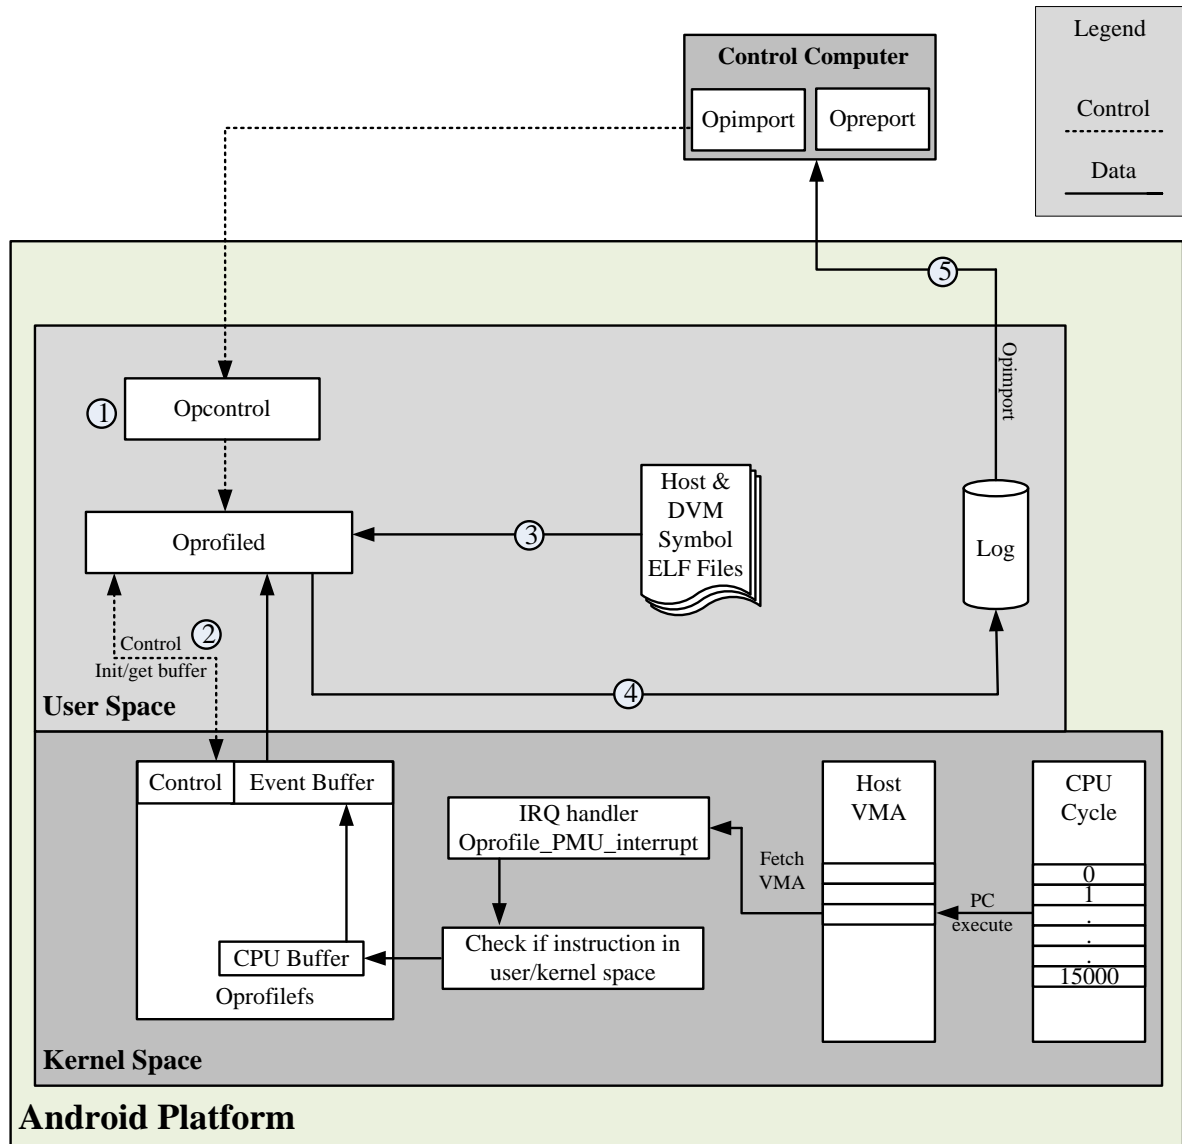 Legend
Control
Data
Control Computer
Opimport
Opreport
5
Opimport
1
Opcontrol
Oprofiled
3
Host &
DVM
Symbol
ELF Files
Log
2
Control
Init/get buffer
4
User Space
Control
Event Buffer
IRQ handler
Oprofile_PMU_interrupt
Fetch
VMA
Host
VMA
PC
execute
CPU
Cycle
0
1
.
.
.
15000
Check if instruction in
user/kernel space
CPU Buffer
Oprofilefs
Kernel Space
Android Platform